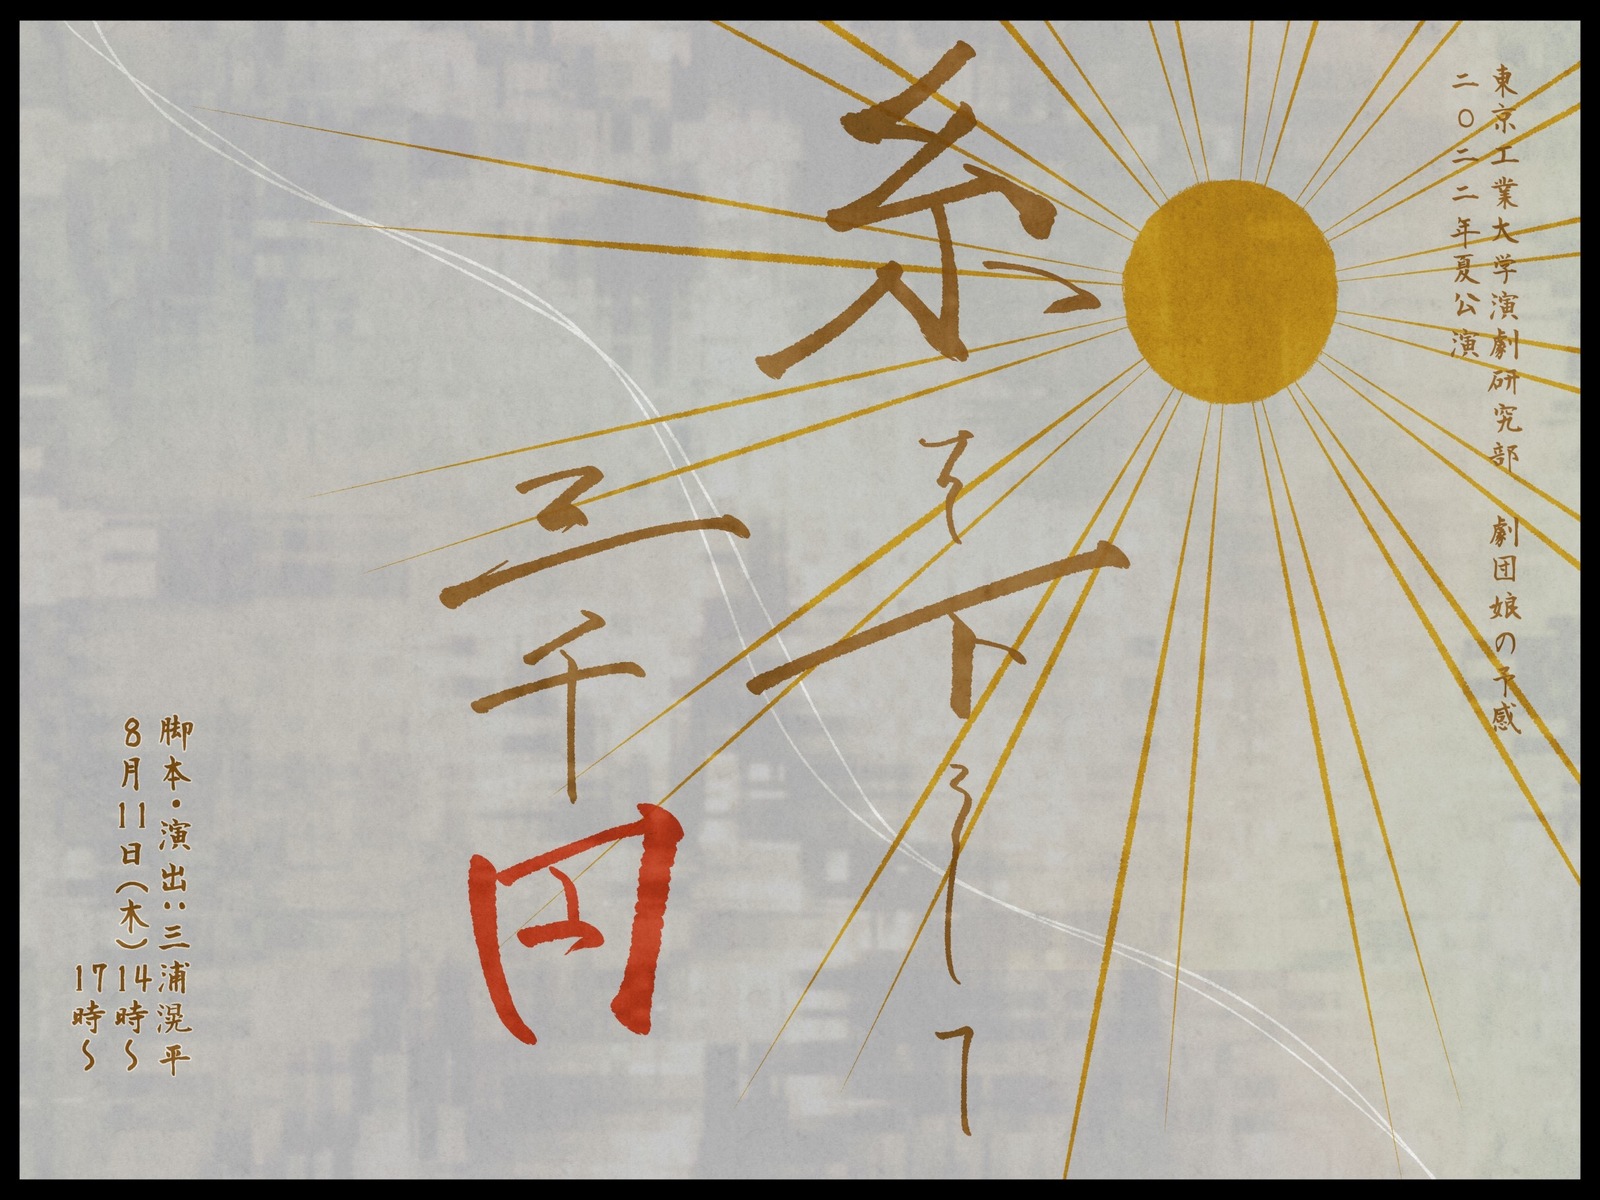 東京工業大学演劇研究部　劇団娘の予感
二〇二二年夏公演
糸を下ろして
三千円
脚本・演出:三浦滉平
8月11日(木)14時〜
17時〜